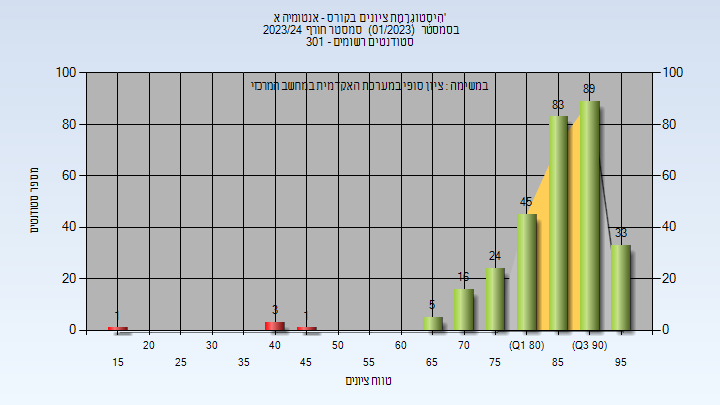 היסטוגרמת ציונים בקורס - אנטומיה א'
בסמסטר (01/2023) סמסטר חורף 2023/24
סטודנטים רשומים - 301
במשימה : ציון סופי במערכת האקדמית במחשב המרכזי
מספר סטודנטים
100 100
80 80
60 60
40 40
20 20
0 0
1 3 1 5 16 24 45 83 89 33
20 30 40 50 60 70 (Q1 80) (Q3 90)
15 25 35 45 55 65 75 85 95
טווח ציונים